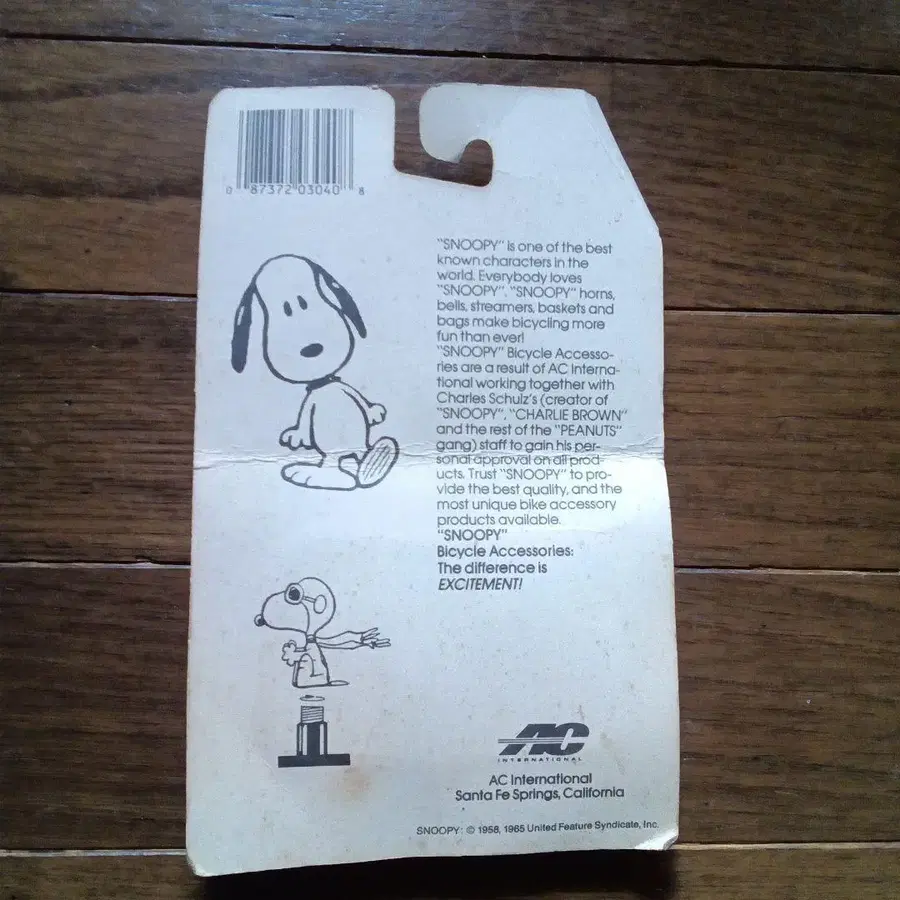 0 87372 03040 8
"SNOOPY" is one of the best
known characters in the
world. Everybody loves
"SNOOPY". "SNOOPY" horns,
bells, streamers, baskets and
bags make bicycling more
fun than ever!
"SNOOPY" Bicycle Accesso-
ries are a result of AC Interna-
tional working together with
Charles Schulz's (creator of
"SNOOPY", "CHARLIE BROWN"
and the rest of the "PEANUTS"
gang) staff to gain his per-
sonal approval on all prod-
ucts. Trust "SNOOPY" to pro-
vide the best quality, and the
most unique bike accessory
products available.
"SNOOPY"
Bicycle Accessories:
The difference is
EXCITEMENT!
AC
INTERNATIONAL
AC International
Santa Fe Springs, California
SNOOPY: © 1958, 1965 United Feature Syndicate, Inc.